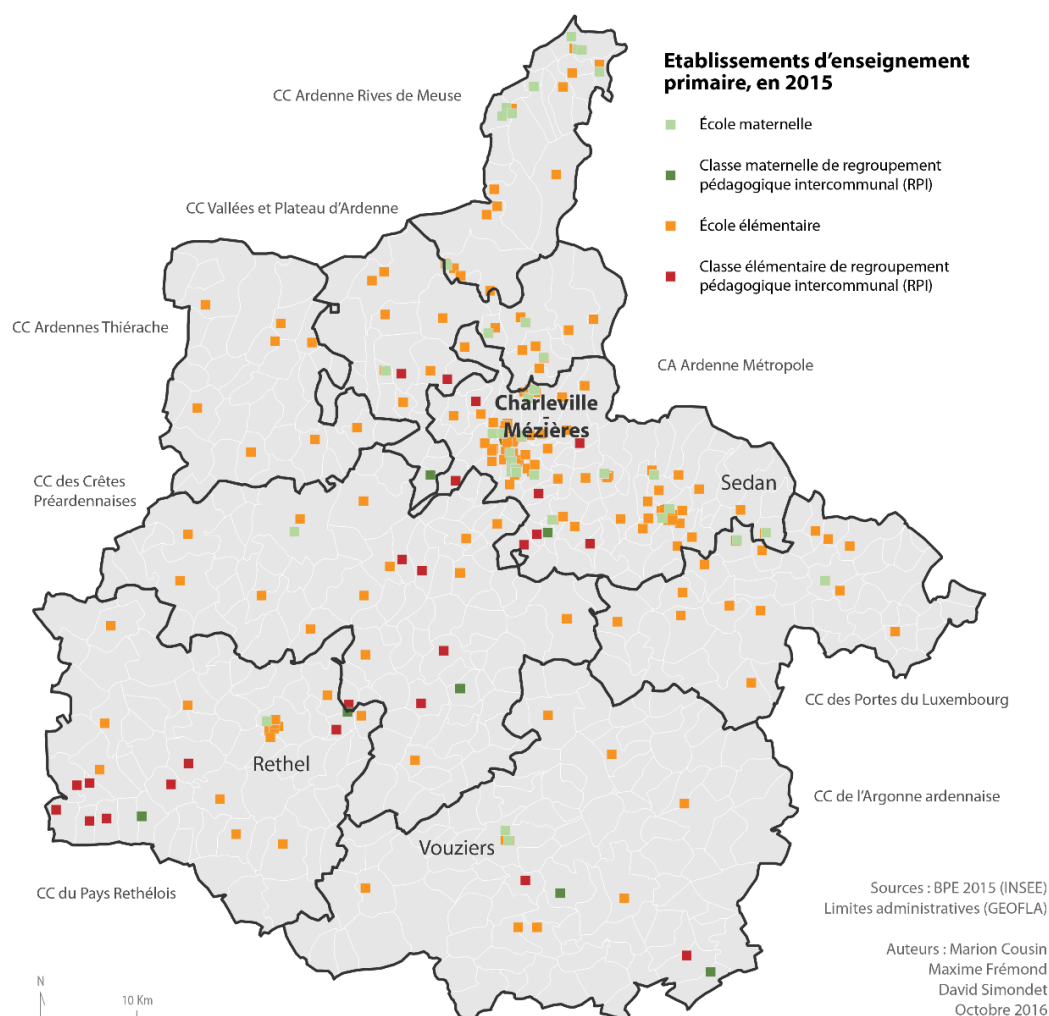 Etablissements d'enseignement
primaire, en 2015
École maternelle
Classe maternelle de regroupement
pédagogique intercommunal (RPI)
École élémentaire
Classe élémentaire de regroupement
pédagogique intercommunal (RPI)
CC Ardenne Rives de Meuse
CC Vallées et Plateau d'Ardenne
CC Ardennes Thiérache
CA Ardenne Métropole
Charleville
-
Mézières
CC des Crêtes
Préardennaises
Sedan
CC des Portes du Luxembourg
Rethel
CC de l'Argonne ardennaise
Vouziers
CC du Pays Rethélois
Sources : BPE 2015 (INSEE)
Limites administratives (GEOFLA)
Auteurs : Marion Cousin
Maxime Frémond
David Simondet
Octobre 2016
N
10 Km